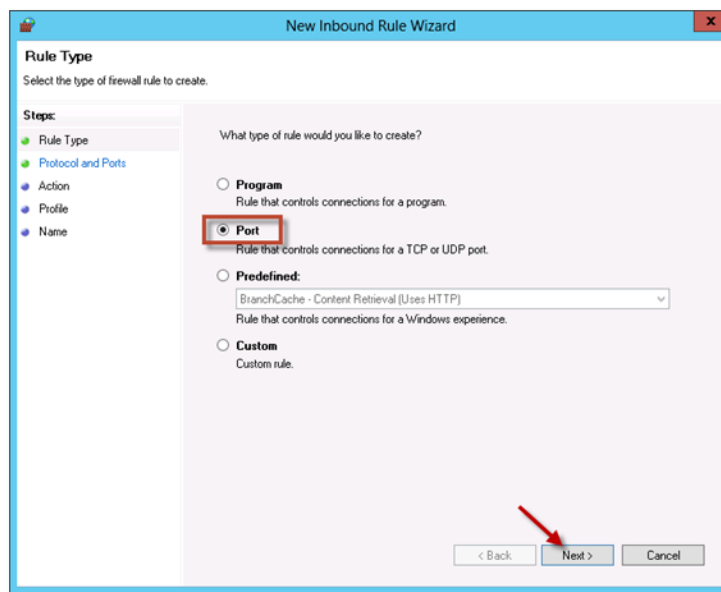 New Inbound Rule Wizard
x
Rule Type
Select the type of firewall rule to create.
Steps:
Rule Type
Protocol and Ports
Action
Profile
Name
What type of rule would you like to create?
Program
Rule that controls connections for a program.
Port
Rule that controls connections for a TCP or UDP port.
Predefined:
BranchCache - Content Retrieval (Uses HTTP)
Rule that controls connections for a Windows experience.
Custom
Custom rule.
< Back Next > Cancel